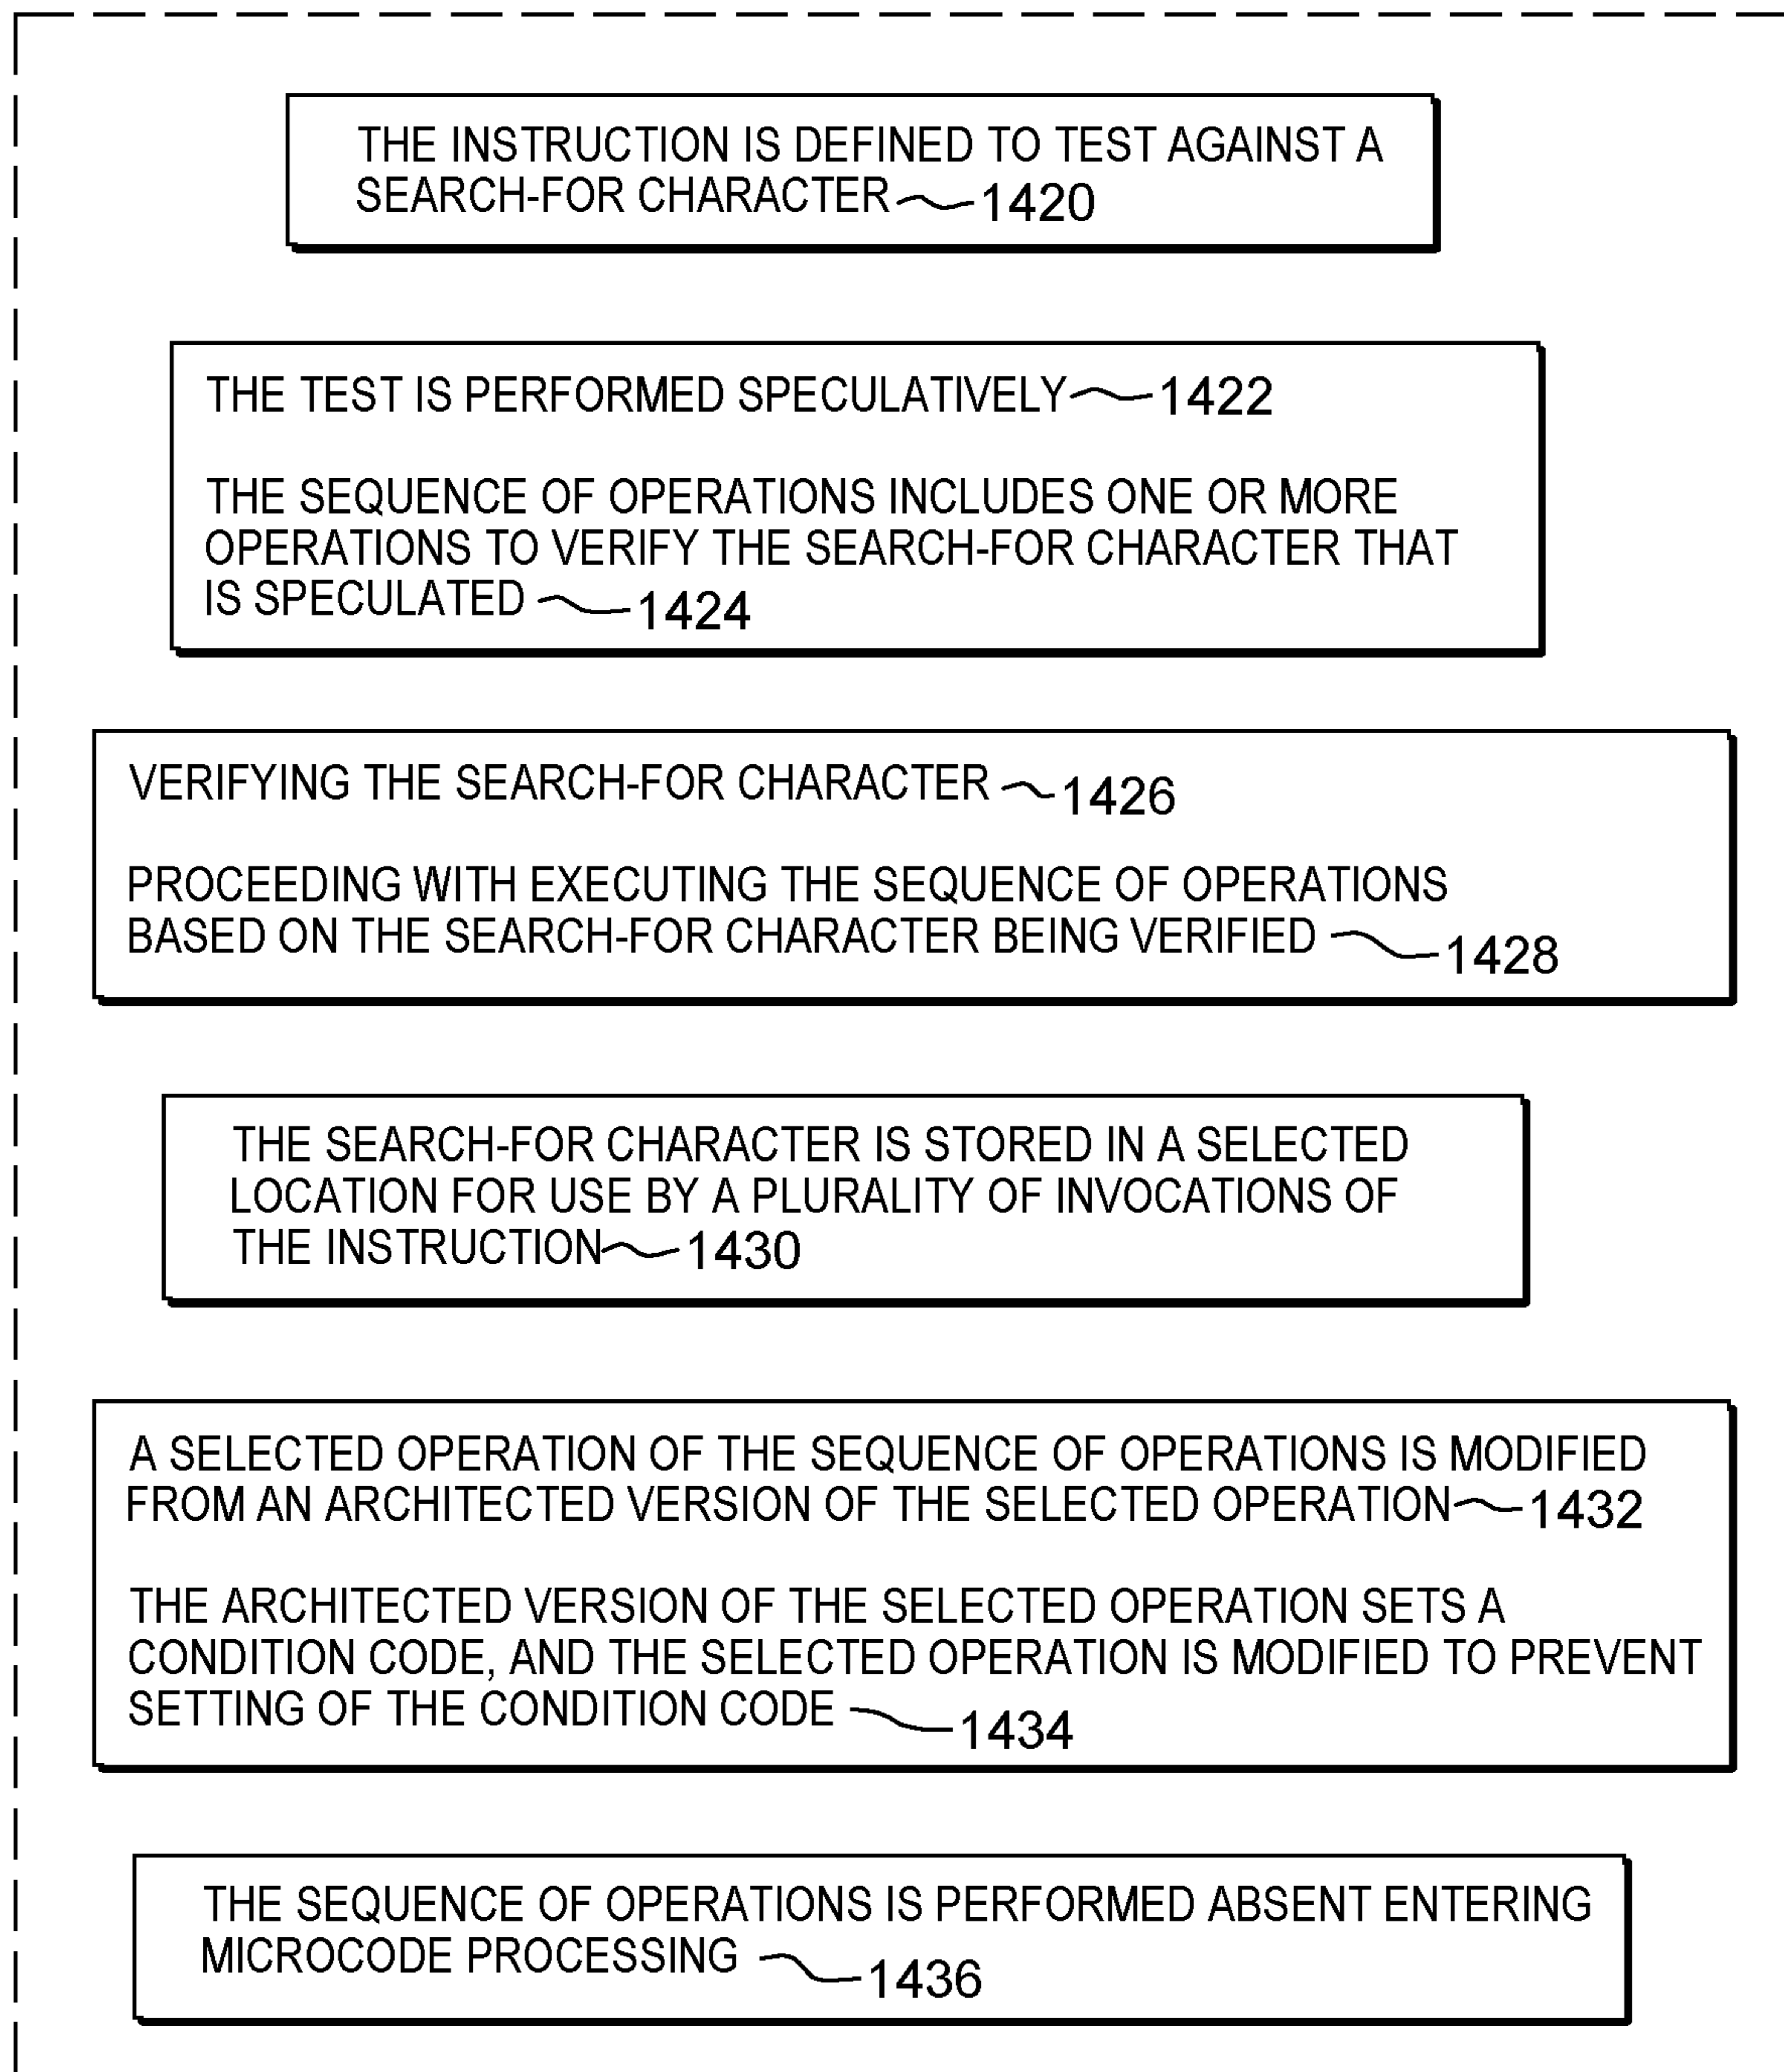 THE INSTRUCTION IS DEFINED TO TEST AGAINST A
SEARCH-FOR CHARACTER 1420
THE TEST IS PERFORMED SPECULATIVELY 1422
THE SEQUENCE OF OPERATIONS INCLUDES ONE OR MORE
OPERATIONS TO VERIFY THE SEARCH-FOR CHARACTER THAT
IS SPECULATED 1424
VERIFYING THE SEARCH-FOR CHARACTER 1426
PROCEEDING WITH EXECUTING THE SEQUENCE OF OPERATIONS
BASED ON THE SEARCH-FOR CHARACTER BEING VERIFIED 1428
THE SEARCH-FOR CHARACTER IS STORED IN A SELECTED
LOCATION FOR USE BY A PLURALITY OF INVOCATIONS OF
THE INSTRUCTION 1430
A SELECTED OPERATION OF THE SEQUENCE OF OPERATIONS IS MODIFIED
FROM AN ARCHITECTED VERSION OF THE SELECTED OPERATION 1432
THE ARCHITECTED VERSION OF THE SELECTED OPERATION SETS A
CONDITION CODE, AND THE SELECTED OPERATION IS MODIFIED TO PREVENT
SETTING OF THE CONDITION CODE 1434
THE SEQUENCE OF OPERATIONS IS PERFORMED ABSENT ENTERING
MICROCODE PROCESSING 1436